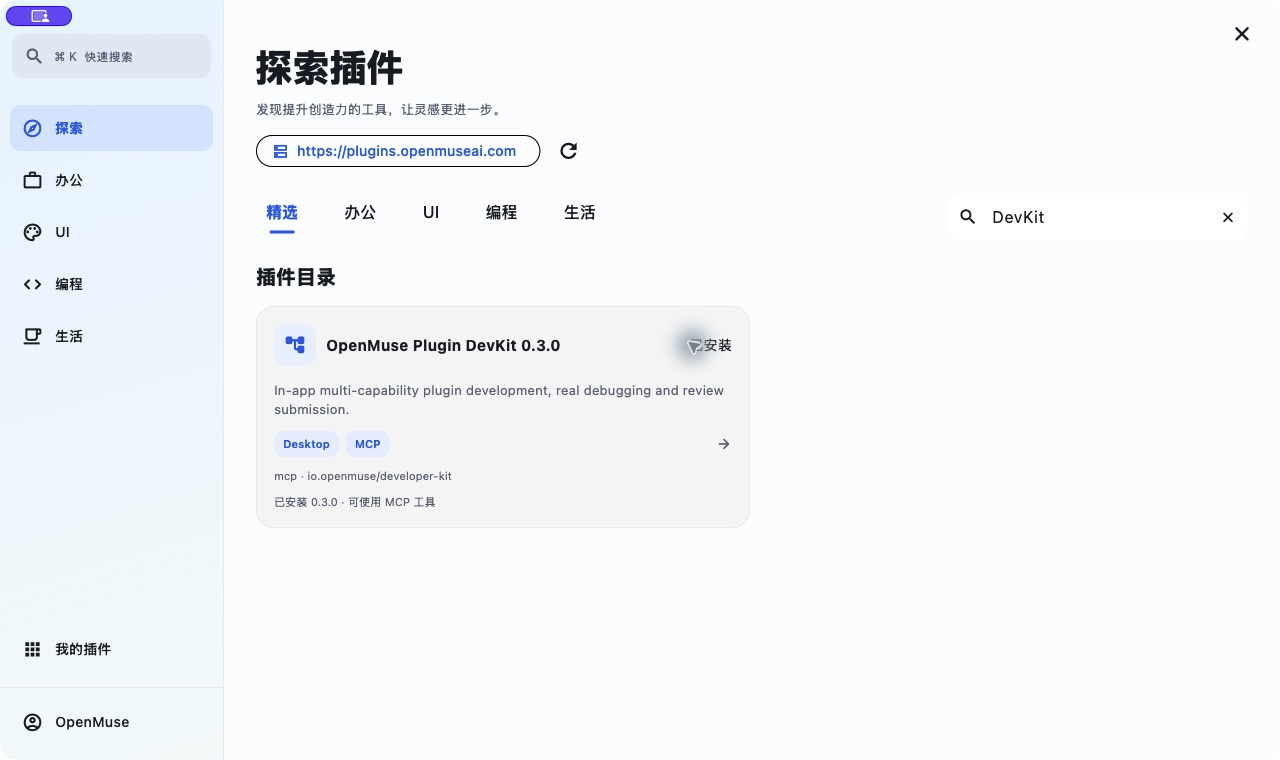 ⌘ K 快速搜索
探索
办公
UI
编程
生活
我的插件
OpenMuse
探索插件
发现提升创造力的工具，让灵感更进一步。
https://plugins.openmuseai.com
精选 办公 UI 编程 生活
DevKit
插件目录
OpenMuse Plugin DevKit 0.3.0
安装
In-app multi-capability plugin development, real debugging and review
submission.
Desktop MCP
mcp · io.openmuse/developer-kit
已安装 0.3.0 · 可使用 MCP 工具